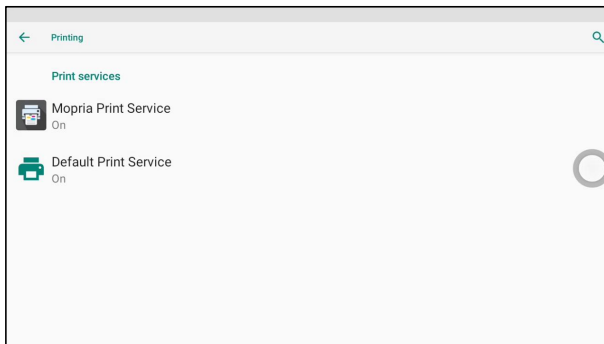 Printing
Print services
Mopria Print Service
On
Default Print Service
On